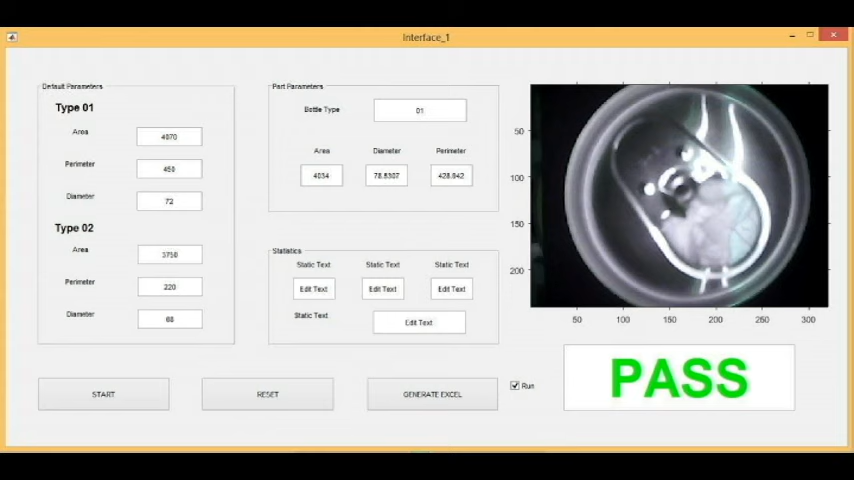 Interface_1
Default Parameters
Type 01
Area 4070
Perimeter 450
Diameter 72
Type 02
Area 3750
Perimeter 220
Diameter 68
Part Parameters
Bottle Type 01
Area Diameter Perimeter
4034 78.5307 428.042
Statistics
Static Text Static Text Static Text
Edit Text Edit Text Edit Text
Static Text Edit Text
50
100
150
200
50 100 150 200 250 300
START RESET GENERATE EXCEL
Run
PASS